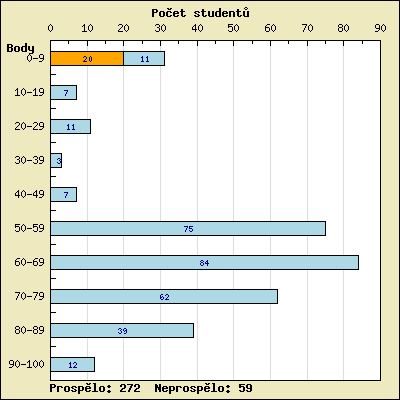 Počet studentů
0 10 20 30 40 50 60 70 80 90
Body
0-9 20 11
10-19 7
20-29 11
30-39 3
40-49 7
50-59 75
60-69 84
70-79 62
80-89 39
90-100 12
Prospělo: 272 Neprospělo: 59